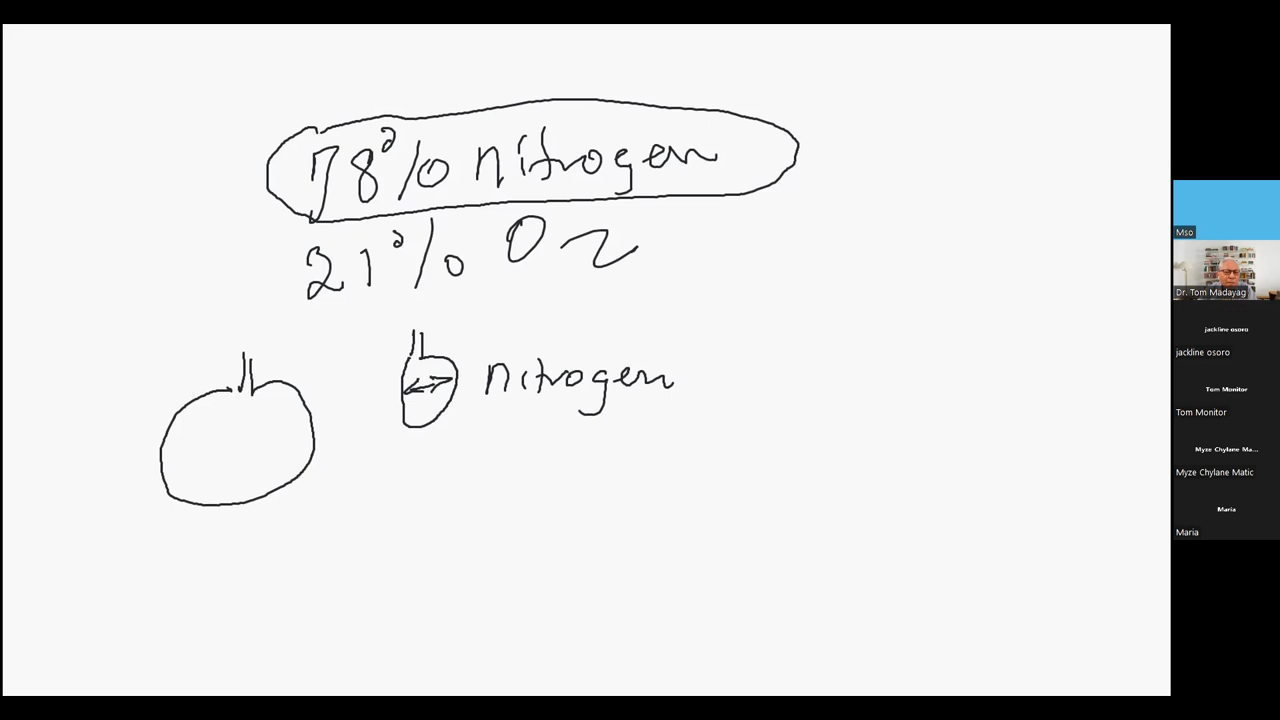 78% nitrogen
21% O2
nitrogen
Mso
Dr. Tom Madayag
jackline osoro
jackline osoro
Tom Monitor
Tom Monitor
Myze Chylane Ma...
Myze Chylane Matic
Maria
Maria